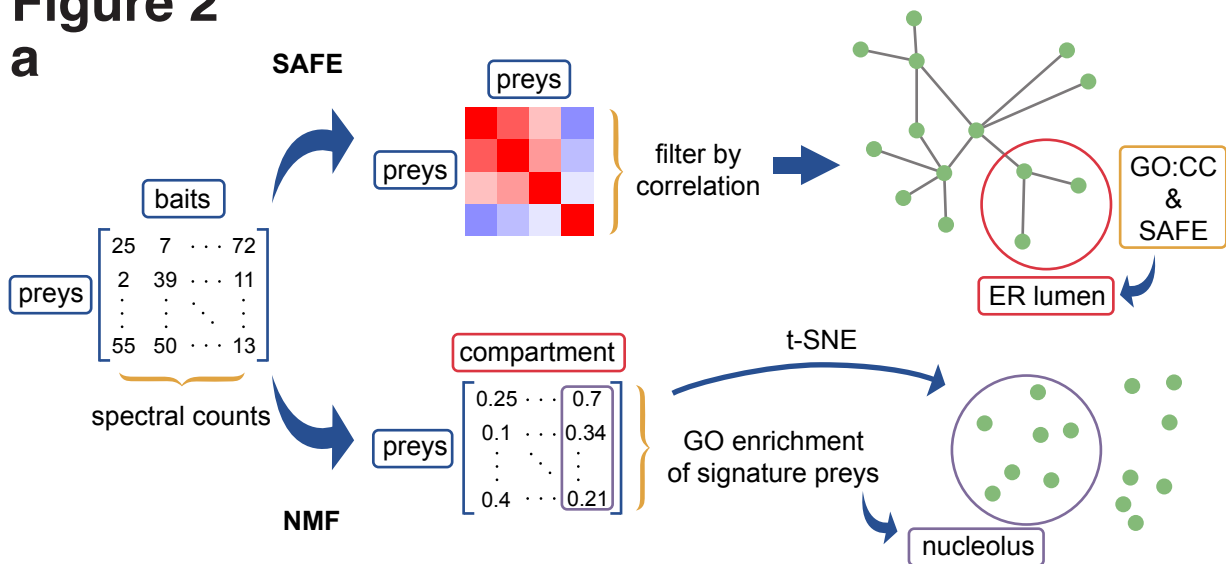 Figure 2
a
SAFE
preys
preys
filter by
correlation
GO:CC
&
SAFE
ER lumen
baits
preys
25 7 · · · 72
2 39 · · · 11
55 50 · · · 13
spectral counts
NMF
compartment
preys
0.25 · · · 0.7
0.1 · · · 0.34
0.4 · · · 0.21
t-SNE
GO enrichment
of signature preys
nucleolus